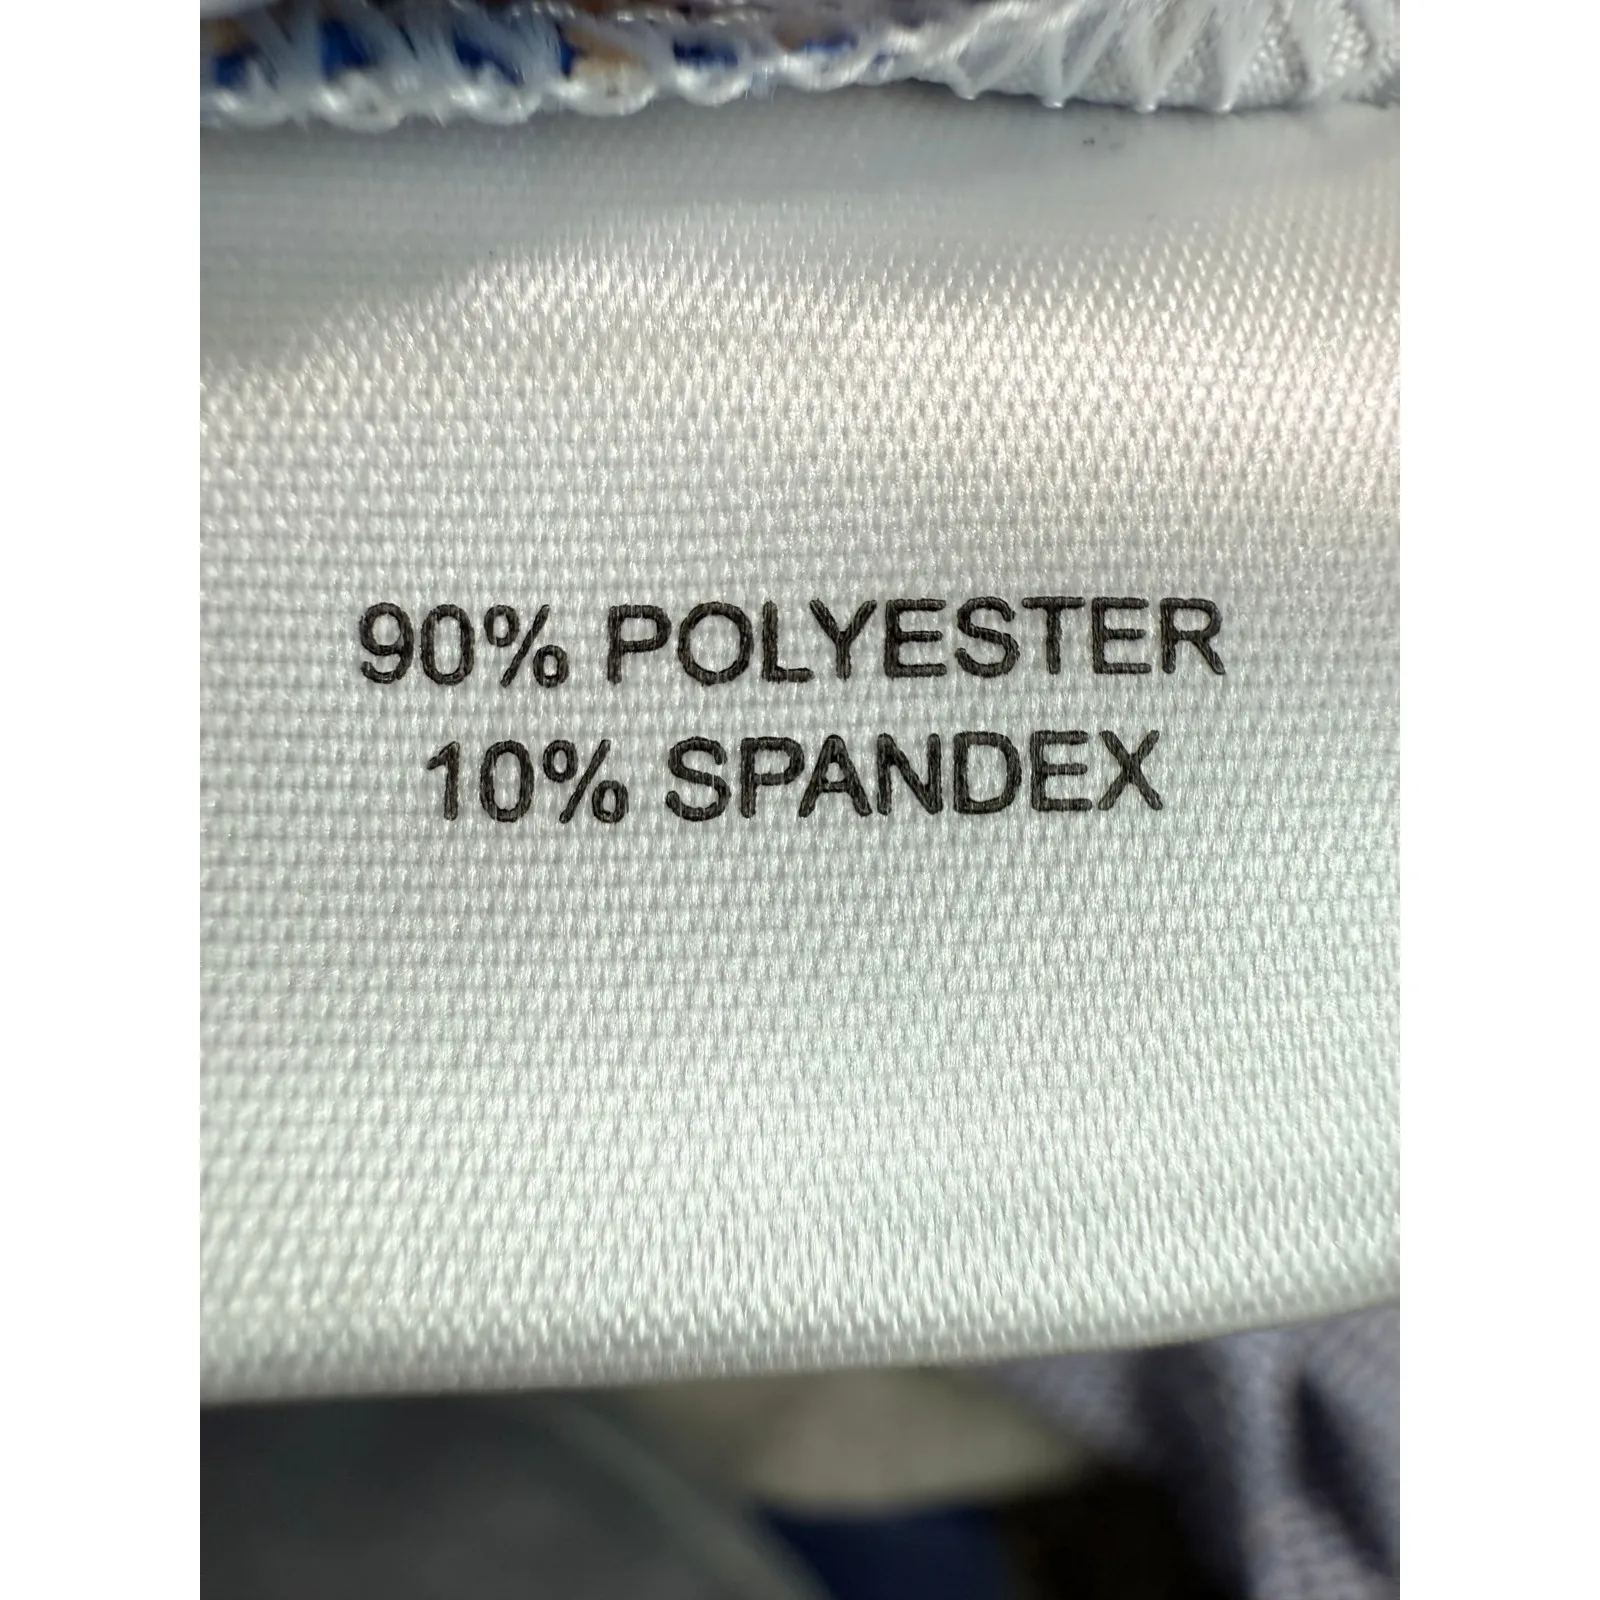 90% POLYESTER
10% SPANDEX